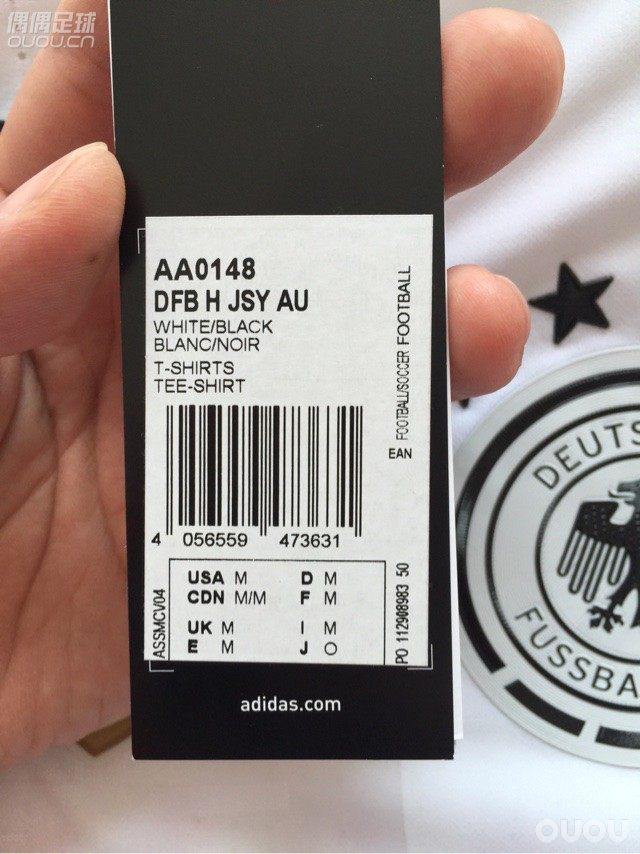 偶偶足球
OUOU.CN
AA0148
DFB H JSY AU
WHITE/BLACK
BLANC/NOIR
T-SHIRTS
TEE-SHIRT
FOOTBALL/SOCCER FOOTBALL
EAN
4 056559 473631
ASSMCV04
USA M D M
CDN M/M F M
UK M I M
E M J O
PO 112908983 50
adidas.com
DEUTS
FUSSBA
OUOU